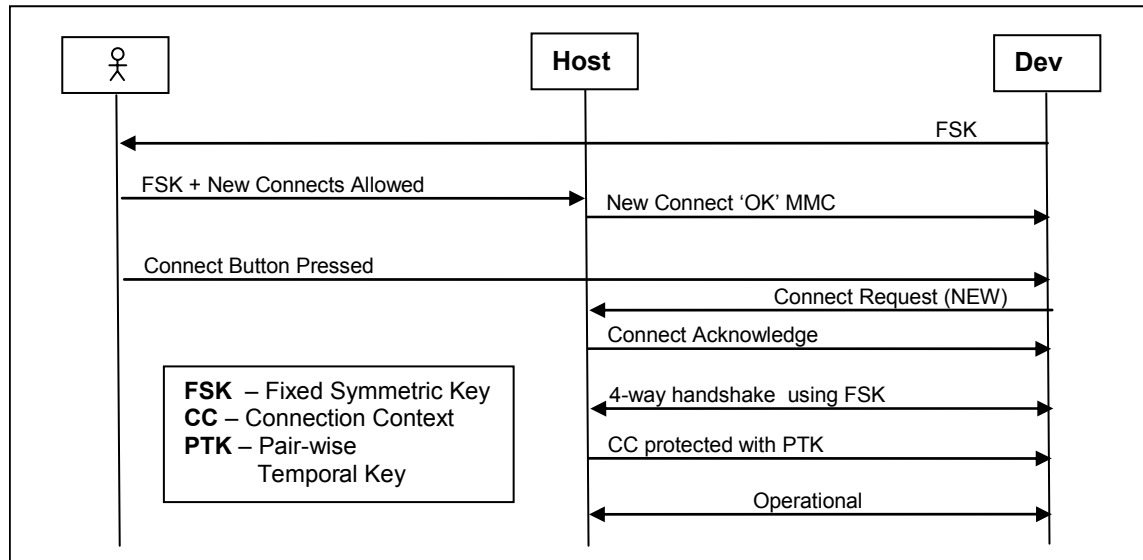 Host
Dev
FSK
FSK + New Connects Allowed
New Connect ‘OK’ MMC
Connect Button Pressed
Connect Request (NEW)
Connect Acknowledge
FSK – Fixed Symmetric Key
CC – Connection Context
PTK – Pair-wise
Temporal Key
4-way handshake using FSK
CC protected with PTK
Operational